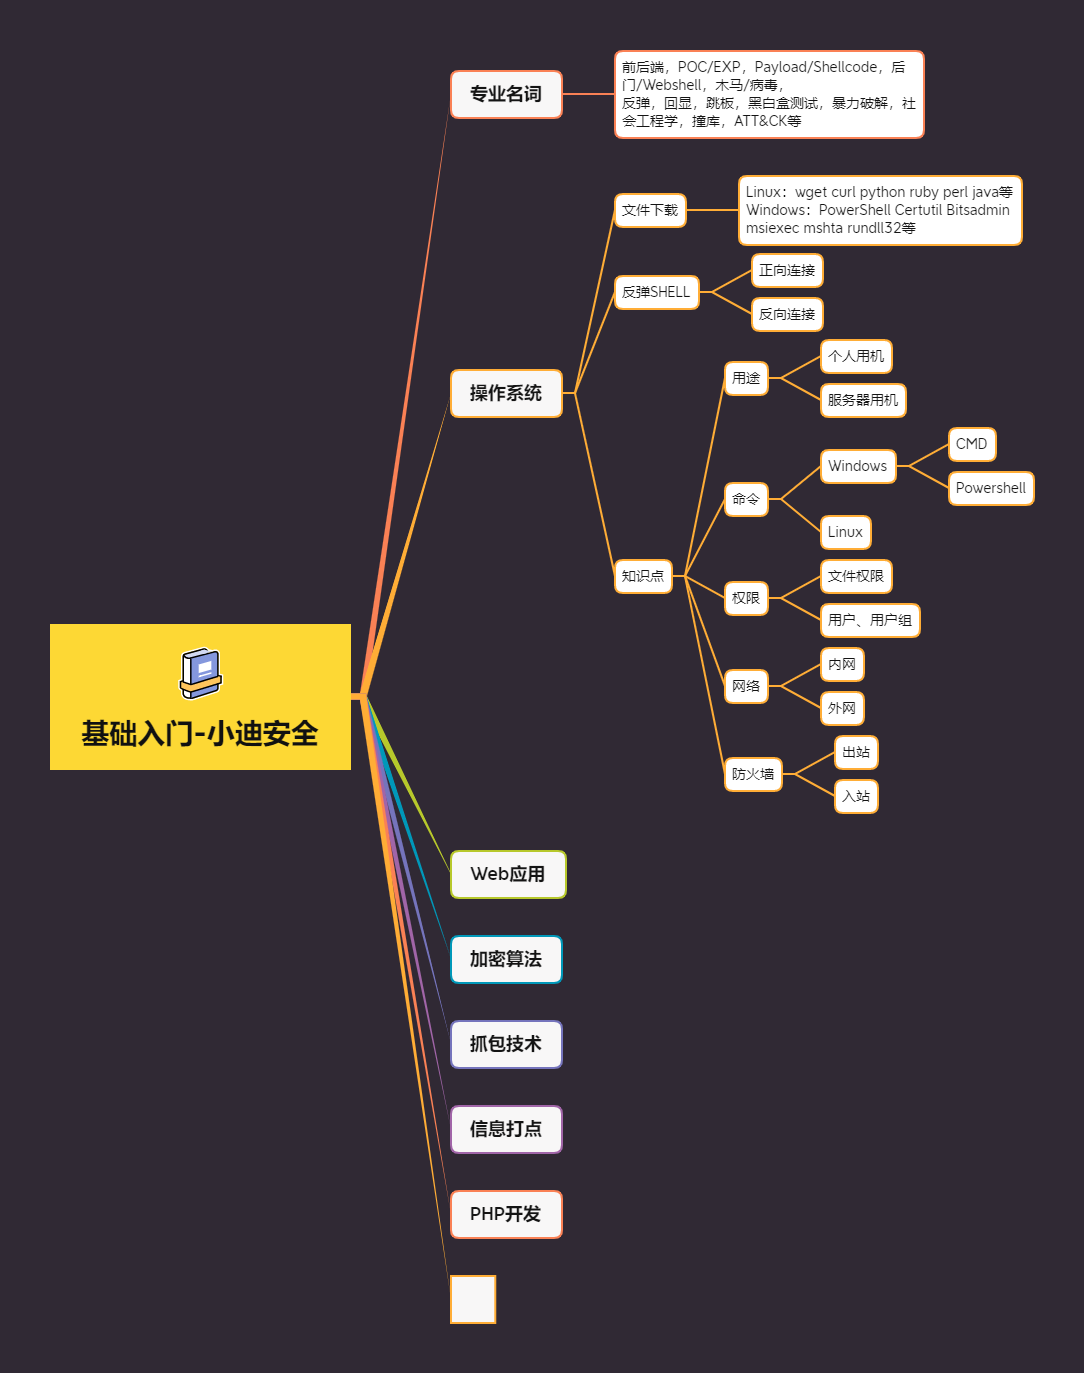 专业名词
前后端，POC/EXP，Payload/Shellcode，后
门/Webshell，木马/病毒，
反弹，回显，跳板，黑白盒测试，暴力破解，社
会工程学，撞库，ATT&CK等
操作系统
文件下载
Linux：wget curl python ruby perl java等
Windows：PowerShell Certutil Bitsadmin
msiexec mshta rundll32等
反弹SHELL
正向连接
反向连接
知识点
用途
个人用机
服务器用机
命令
Windows
CMD
Powershell
Linux
权限
文件权限
用户、用户组
网络
内网
外网
防火墙
出站
入站
基础入门-小迪安全
Web应用
加密算法
抓包技术
信息打点
PHP开发